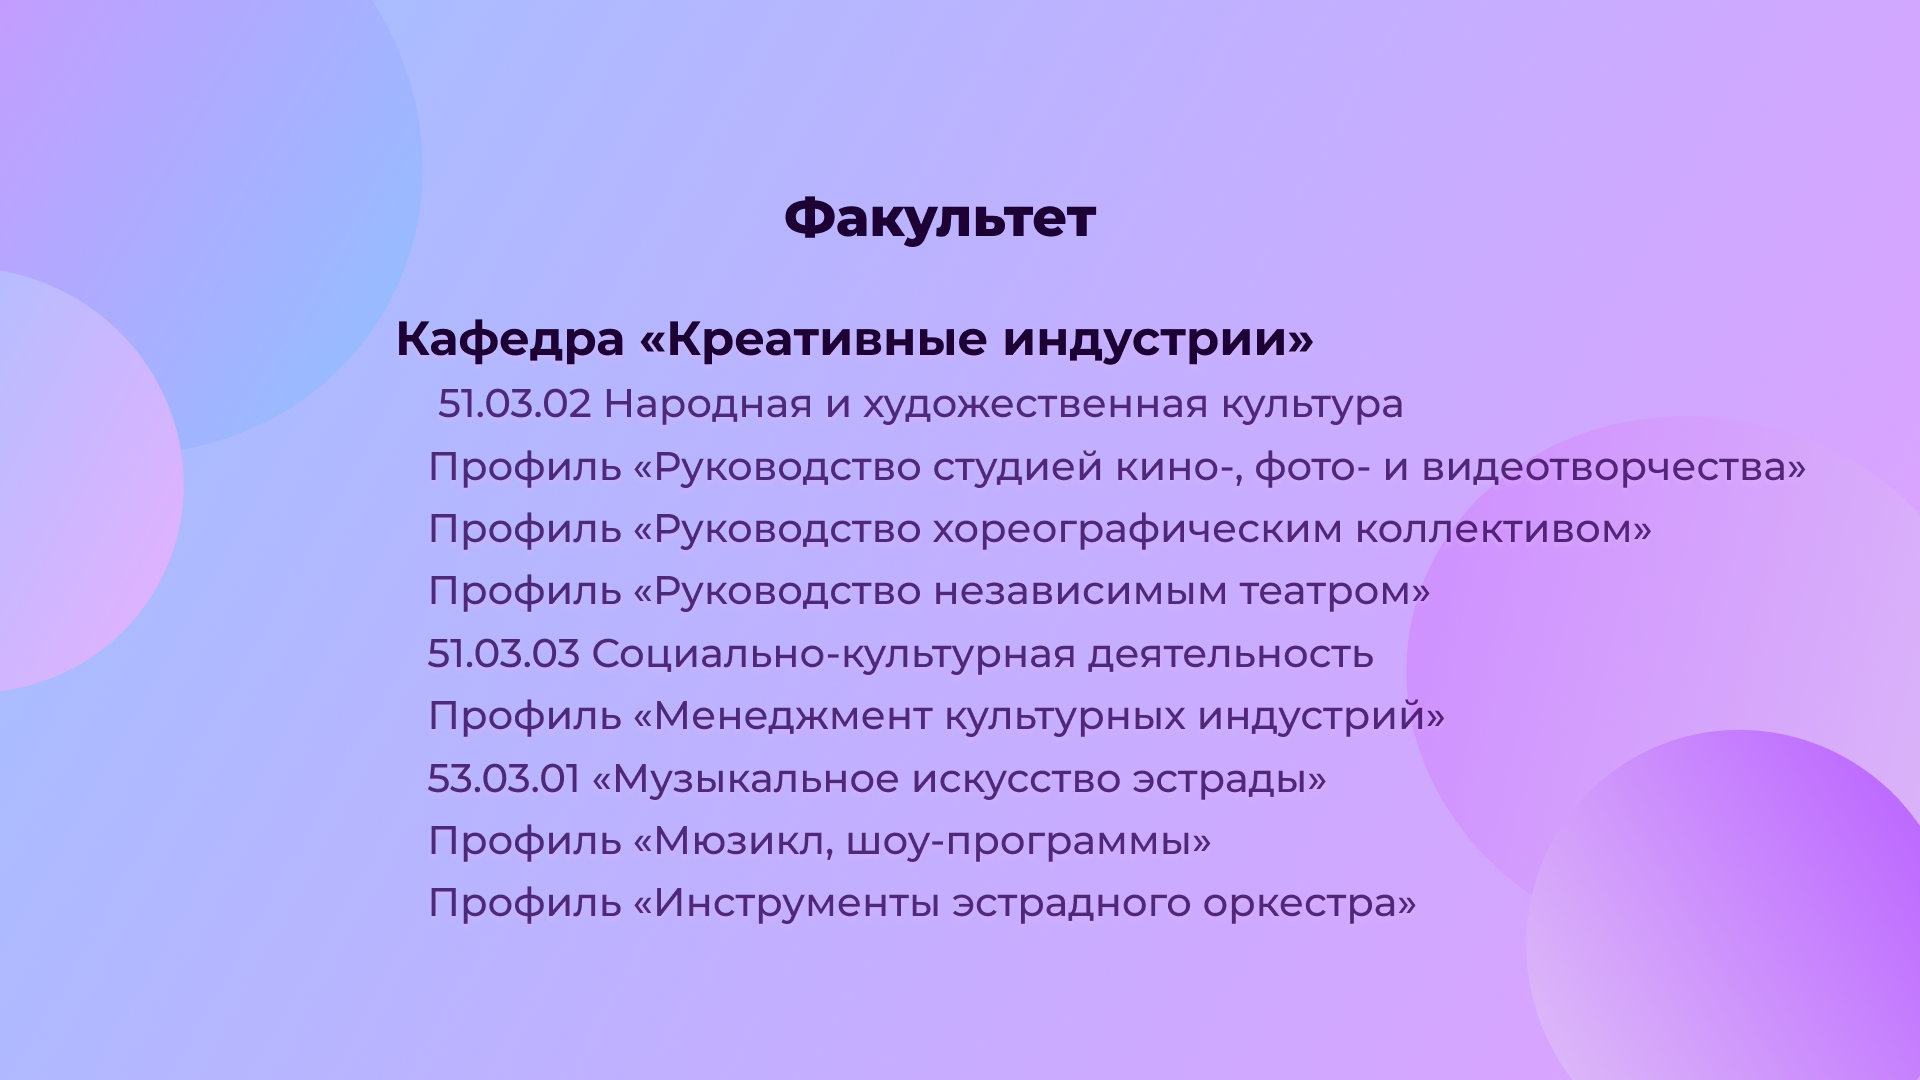 Факультет
Кафедра «Креативные индустрии»
51.03.02 Народная и художественная культура
Профиль «Руководство студией кино-, фото- и видеотворчества»
Профиль «Руководство хореографическим коллективом»
Профиль «Руководство независимым театром»
51.03.03 Социально-культурная деятельность
Профиль «Менеджмент культурных индустрий»
53.03.01 «Музыкальное искусство эстрады»
Профиль «Мюзикл, шоу-программы»
Профиль «Инструменты эстрадного оркестра»